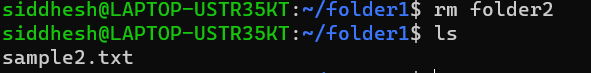 siddhesh@LAPTOP-USTR35KT:~/folder1$ rm folder2
siddhesh@LAPTOP-USTR35KT:~/folder1$ ls
sample2.txt